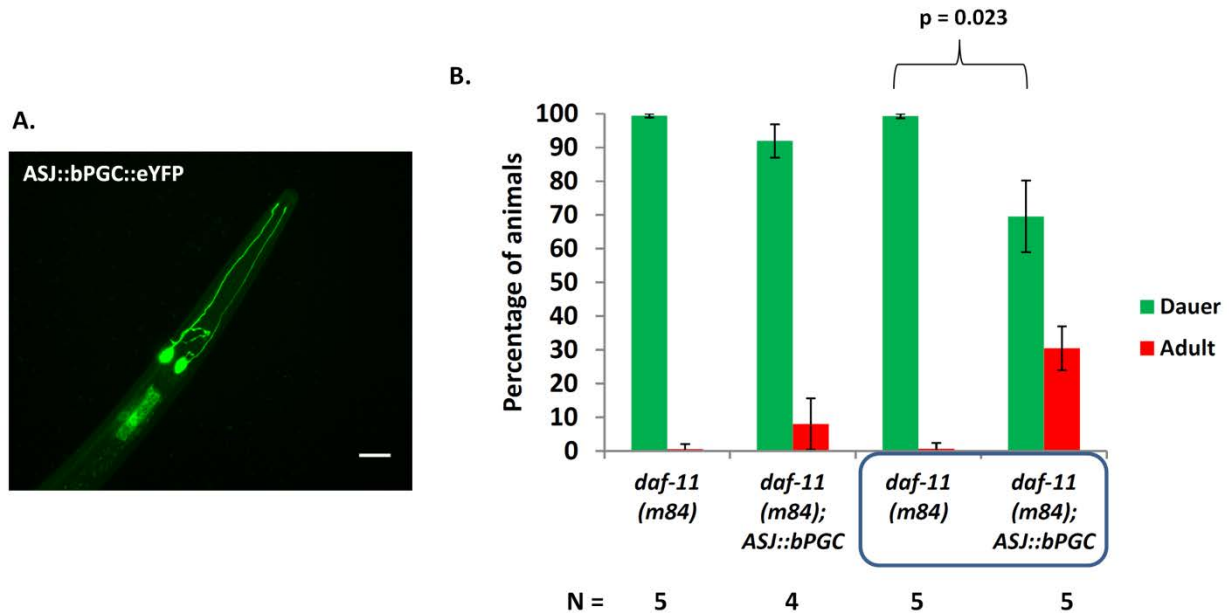 A.
ASJ::bPGC::eYFP
B.
p = 0.023
Percentage of animals
100
90
80
70
60
50
40
30
20
10
0
Dauer
Adult
daf-11
(m84)
daf-11
(m84);
ASJ::bPGC
daf-11
(m84)
daf-11
(m84);
ASJ::bPGC
N = 5 4 5 5